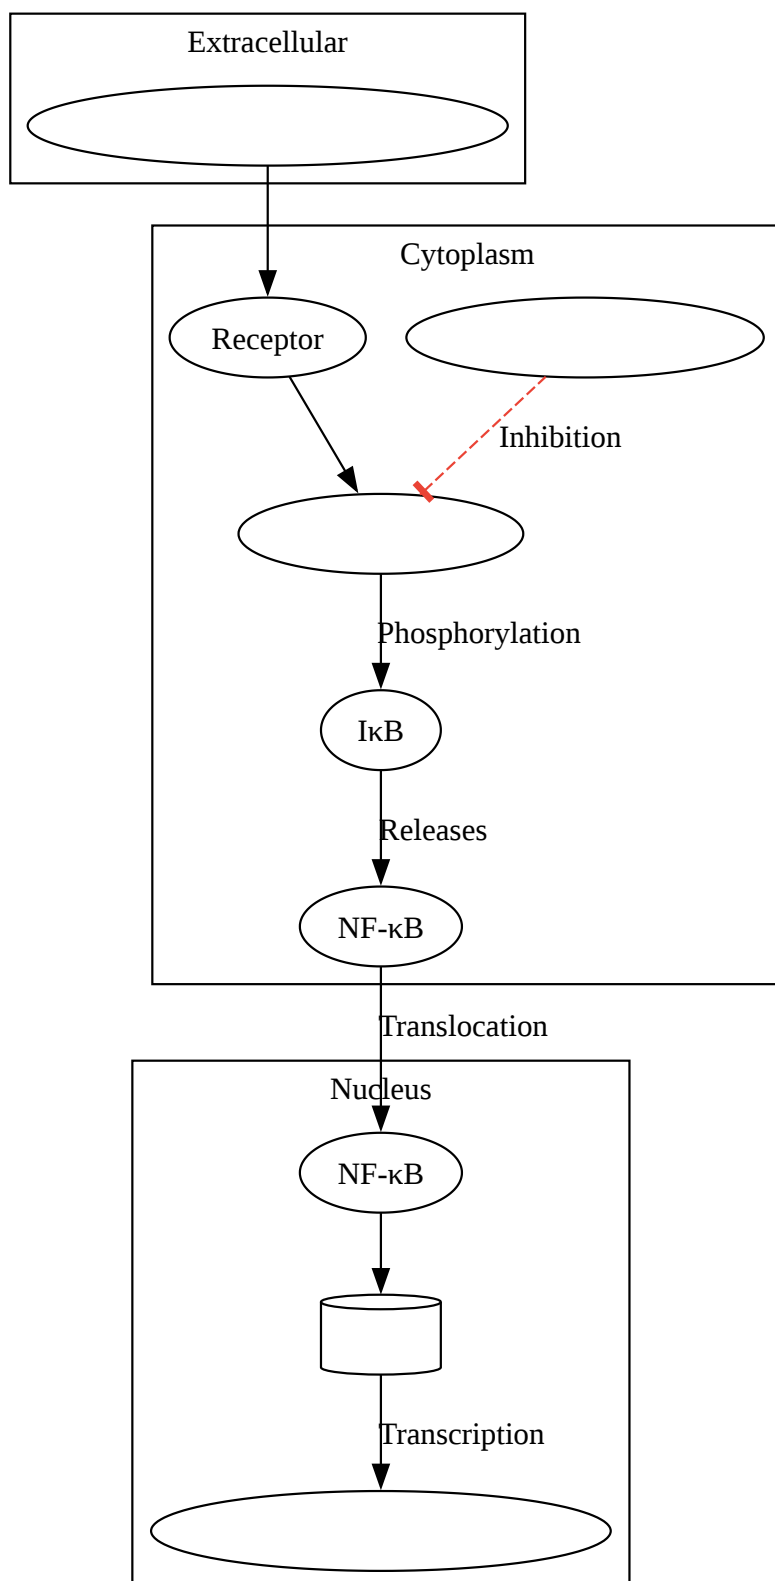 Extracellular
Cytoplasm
Receptor
Inhibition
Phosphorylation
IκB
Releases
NF-κB
Translocation
Nucleus
NF-κB
Transcription